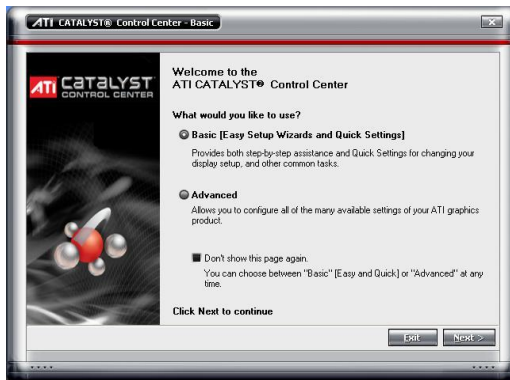 ATI CATALYST® Control Center - Basic
ATI CATALYST
CONTROL CENTER
Welcome to the
ATI CATALYST® Control Center
What would you like to use?
Basic [Easy Setup Wizards and Quick Settings]
Provides both step-by-step assistance and Quick Settings for changing your
display setup, and other common tasks.
Advanced
Allows you to configure all of the many available settings of your ATI graphics
product.
Don't show this page again.
You can choose between "Basic" [Easy and Quick] or "Advanced" at any
time.
Click Next to continue
Exit
Next >